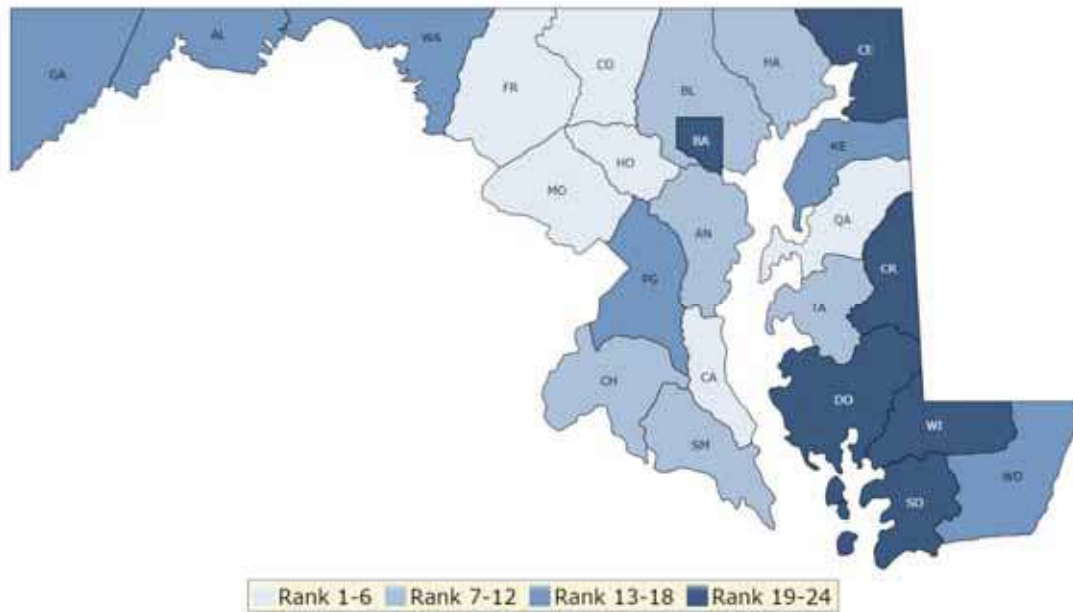 GA
AL
WA
FR
CO
BL
HA
CE
BA
KE
HO
MO
QA
AN
CR
PG
TA
CA
CH
DO
WI
SM
WO
SO
Rank 1-6 Rank 7-12 Rank 13-18 Rank 19-24